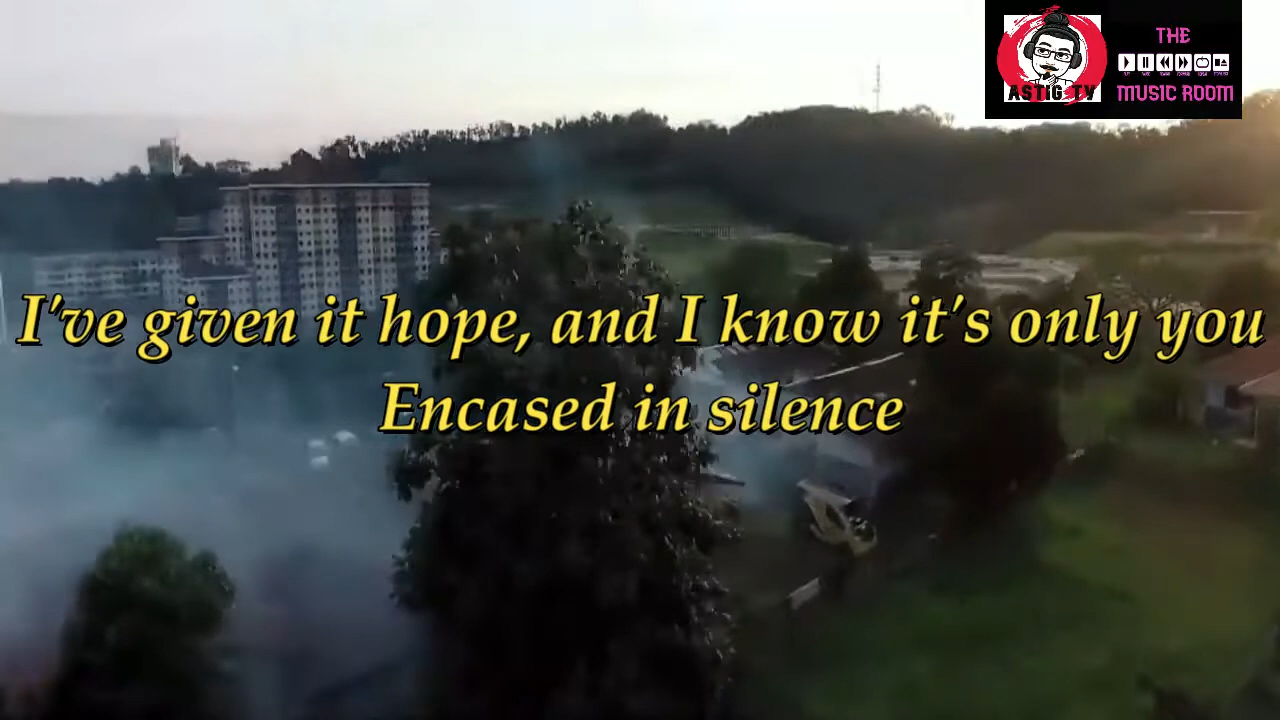 THE
ASTIG TV
MUSIC ROOM
I've given it hope, and I know it's only you
Encased in silence